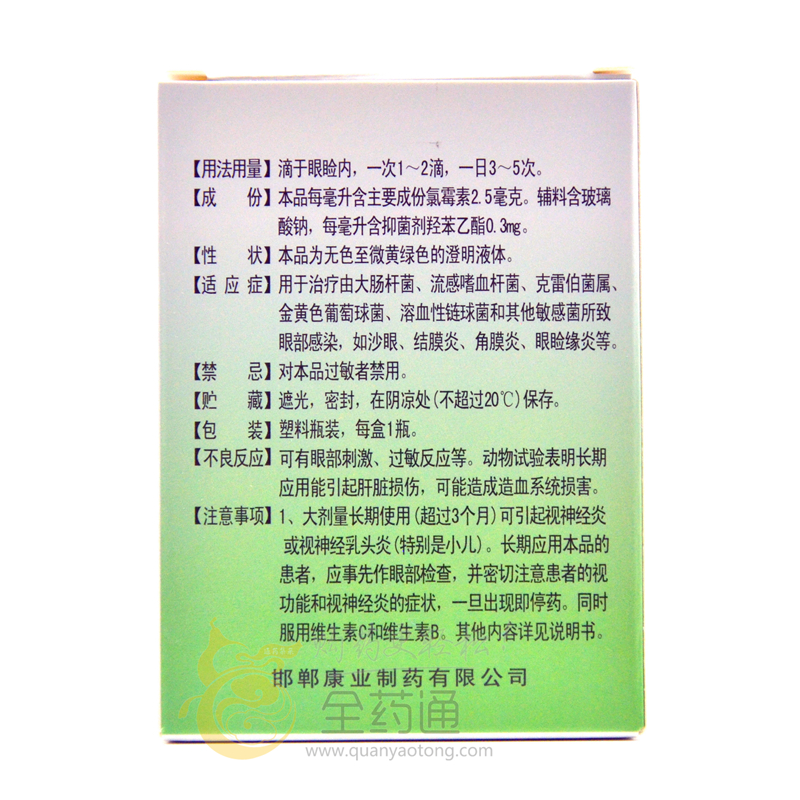 【用法用量】滴于眼睑内，一次1～2滴，一日3～5次。
【成　份】本品每毫升含主要成份氯霉素2.5毫克。辅料含玻璃
酸钠，每毫升含抑菌剂羟苯乙酯0.3mg。
【性　状】本品为无色至微黄绿色的澄明液体。
【适 应 症】用于治疗由大肠杆菌、流感嗜血杆菌、克雷伯菌属、
金黄色葡萄球菌、溶血性链球菌和其他敏感菌所致
眼部感染，如沙眼、结膜炎、角膜炎、眼睑缘炎等。
【禁　忌】对本品过敏者禁用。
【贮　藏】遮光，密封，在阴凉处(不超过20℃)保存。
【包　装】塑料瓶装，每盒1瓶。
【不良反应】可有眼部刺激、过敏反应等。动物试验表明长期
应用能引起肝脏损伤，可能造成造血系统损害。
【注意事项】1、大剂量长期使用(超过3个月)可引起视神经炎
或视神经乳头炎(特别是小儿)。长期应用本品的
患者，应事先作眼部检查，并密切注意患者的视
功能和视神经炎的症状，一旦出现即停药。同时
服用维生素C和维生素B。其他内容详见说明书。
购药更轻松
邯郸康业制药有限公司
全药通
www.quanyaotong.com